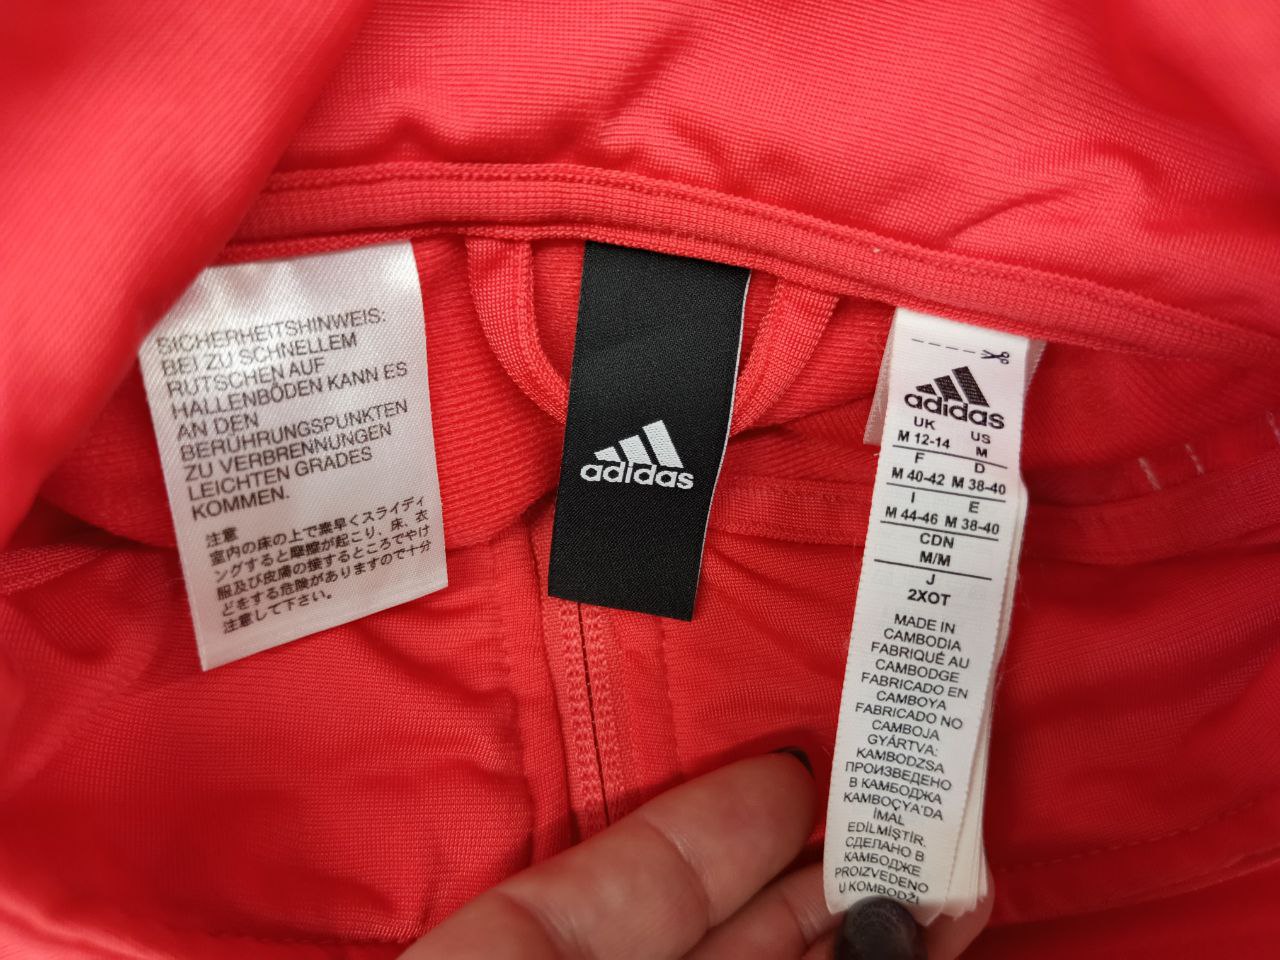 SICHERHEITSHINWEIS:
BEI ZU SCHNELLEM
RUTSCHEN AUF
HALLENBÖDEN KANN ES
AN DEN
BERÜHRUNGSPUNKTEN
ZU VERBRENNUNGEN
LEICHTEN GRADES
KOMMEN.
注意
室内の床の上で素早くスライディ
ングすると摩擦が起こり、床、衣
服及び皮膚の接するところでやけ
どをする危険がありますので十分
注意して下さい。
adidas
adidas
UK US
M 12-14 M
F D
M 40-42 M 38-40
I E
M 44-46 M 38-40
CDN
M/M
J
2XOT
MADE IN
CAMBODIA
FABRIQUÉ AU
CAMBODGE
FABRICADO EN
CAMBOYA
FABRICADO NO
CAMBOJA
GYÁRTVA:
KAMBODZSA
ПРОИЗВЕДЕНО
В КАМБОДЖА
KAMBOÇYA'DA
İMAL
EDİLMİŞTİR.
СДЕЛАНО В
КАМБОДЖЕ
PROIZVEDENO
U KOMBODŽI